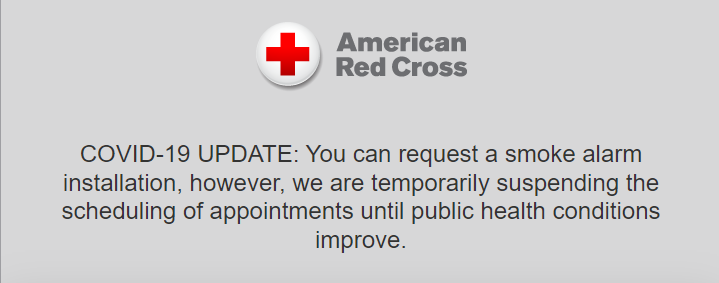 American
Red Cross
COVID-19 UPDATE: You can request a smoke alarm
installation, however, we are temporarily suspending the
scheduling of appointments until public health conditions
improve.